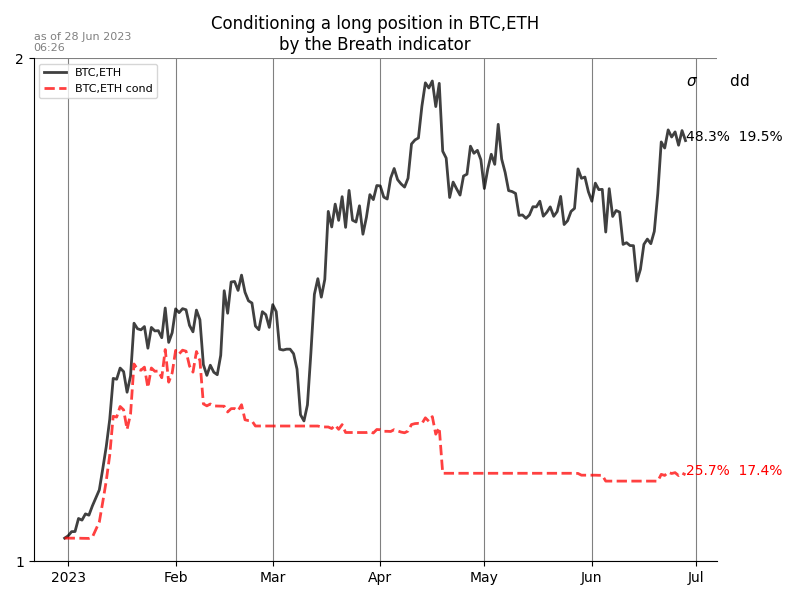 Conditioning a long position in BTC,ETH
by the Breath indicator
as of 28 Jun 2023
06:26
2
BTC,ETH
BTC,ETH cond
σ dd
48.3% 19.5%
25.7% 17.4%
1
2023 Feb Mar Apr May Jun Jul